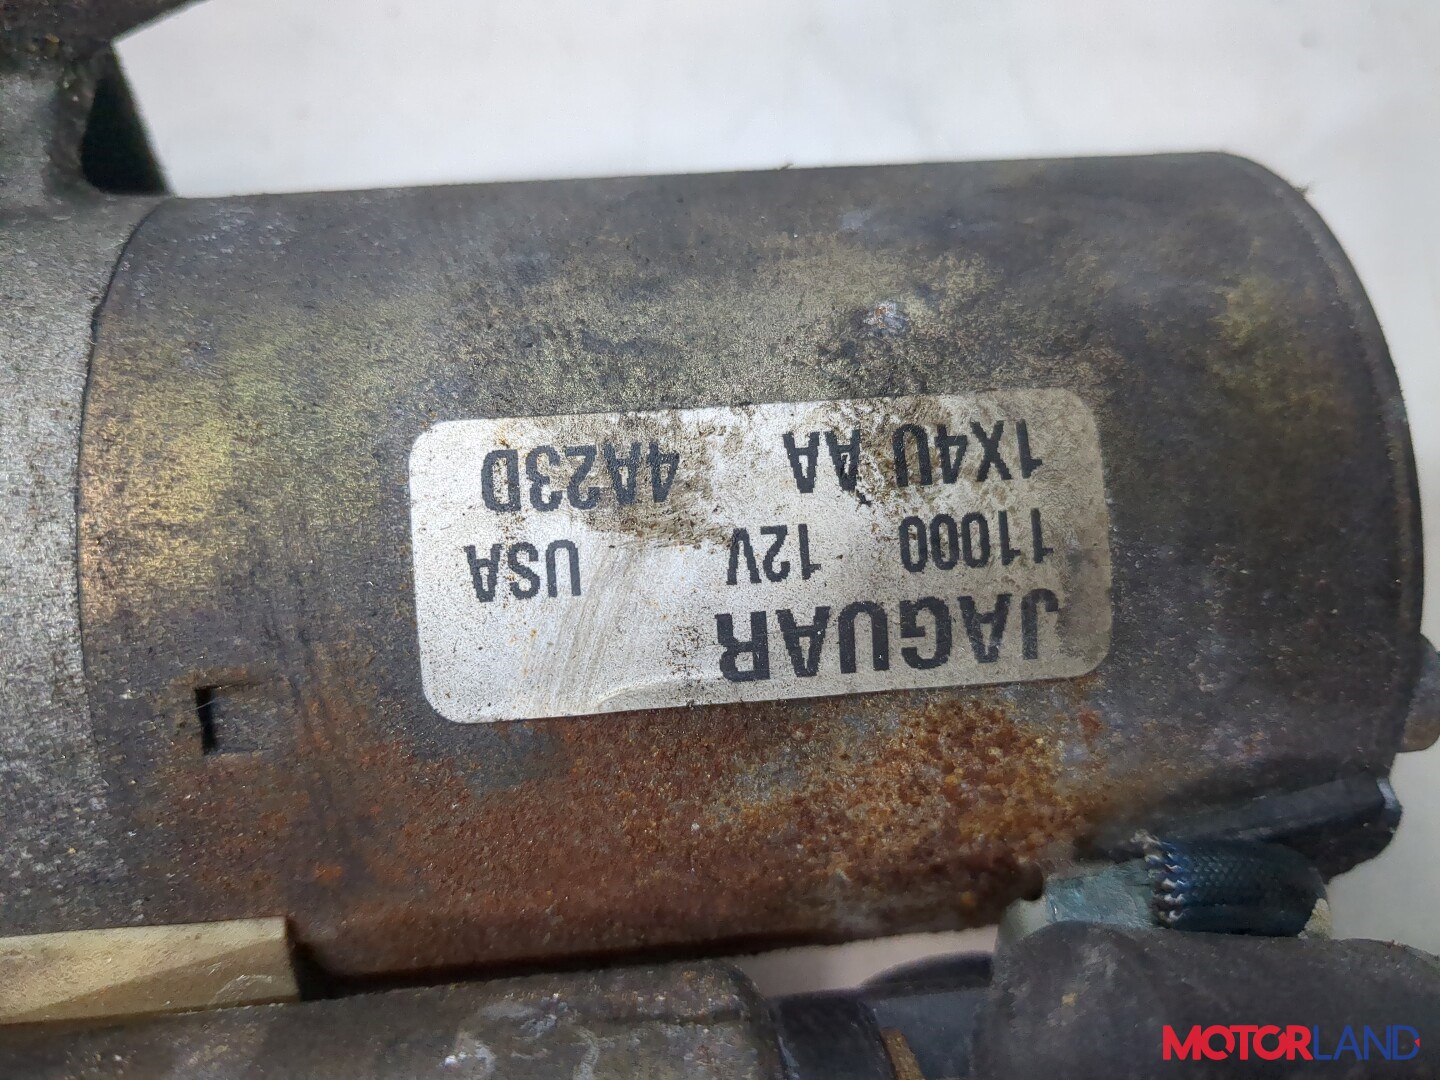 JAGUAR
11000 12V USA
1X4U AA 4A23D
MOTORLAND